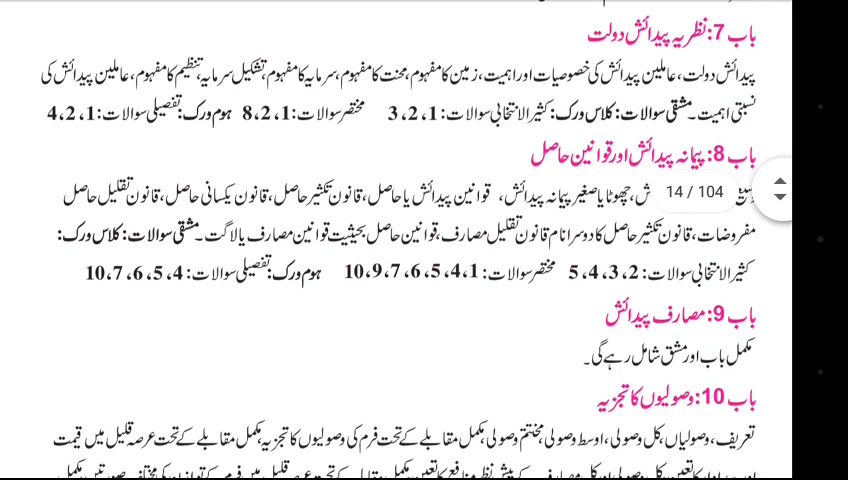 باب 7: نظریہ پیدائش دولت
پیدائش دولت، عاملین پیدائش کی خصوصیات اور اہمیت، زمین کا مفہوم، محنت کا مفہوم، سرمایہ کا مفہوم، تشکیل سرمایہ، تنظیم کا مفہوم، عاملین پیدائش کی
نسبتی اہمیت۔ مشقی سوالات: کلاس ورک: کثیرالانتخابی سوالات: 1، 2، 3 مختصر سوالات: 1، 2، 8 ہوم ورک: تفصیلی سوالات: 1، 2، 4
باب 8: پیمانہ پیدائش اور قوانین حاصل
ش، چھوٹا یا صغیر پیمانہ پیدائش، قوانین پیدائش یا حاصل، قانون تکثیر حاصل، قانون یکسانی حاصل، قانون تقلیل حاصل
14 / 104
مفروضات، قانون تکثیر حاصل کا دوسرا نام قانون تقلیل مصارف، قوانین حاصل بحیثیت قوانین مصارف یا لاگت۔ مشقی سوالات: کلاس ورک:
کثیرالانتخابی سوالات: 2، 3، 4، 5 مختصر سوالات: 1، 4، 5، 6، 7، 9، 10 ہوم ورک: تفصیلی سوالات: 4، 5، 6، 7، 10
باب 9: مصارف پیدائش
مکمل باب اور مشق شامل رہے گی۔
باب 10: وصولیوں کا تجزیہ
تعریف، وصولیاں، کل وصولی، اوسط وصولی، مختتم وصولی، مکمل مقابلے کے تحت فرم کی وصولیوں کا تجزیہ، مکمل مقابلے کے تحت عرصہ قلیل میں قیمت